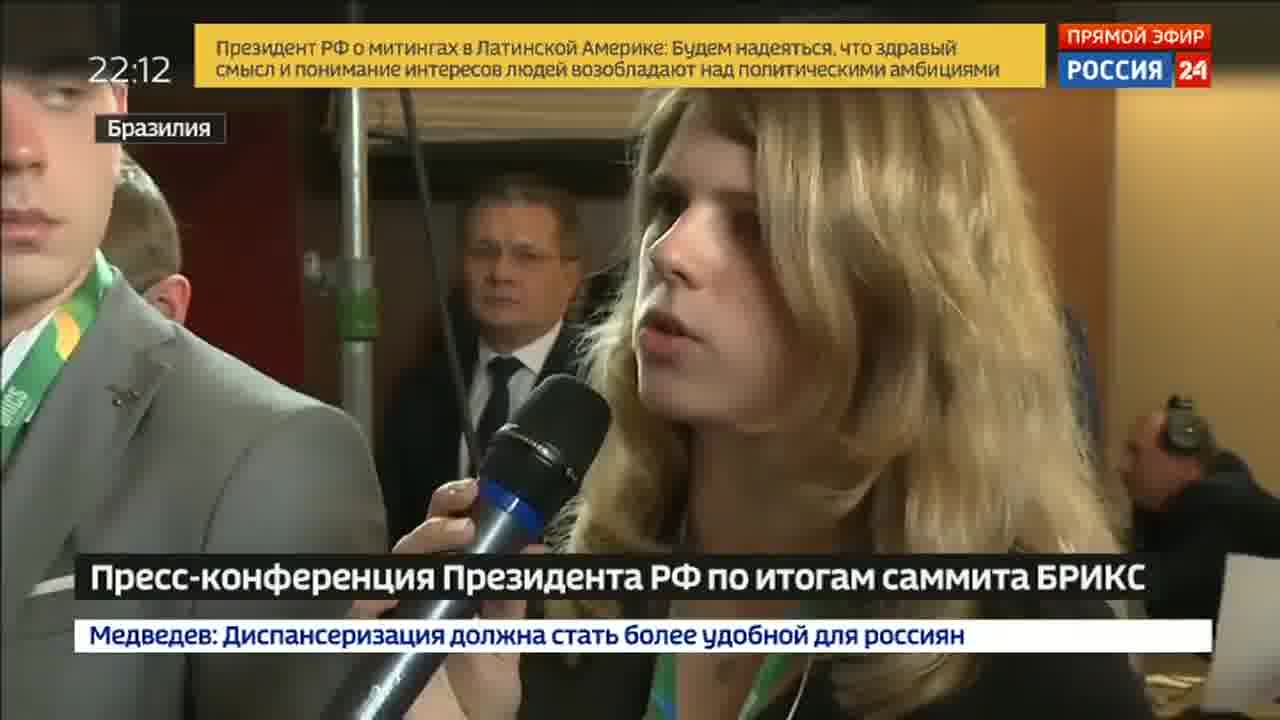 22:12
Президент РФ о митингах в Латинской Америке: Будем надеяться, что здравый
смысл и понимание интересов людей возобладают над политическими амбициями
ПРЯМОЙ ЭФИР
РОССИЯ 24
Бразилия
Пресс-конференция Президента РФ по итогам саммита БРИКС
Медведев: Диспансеризация должна стать более удобной для россиян